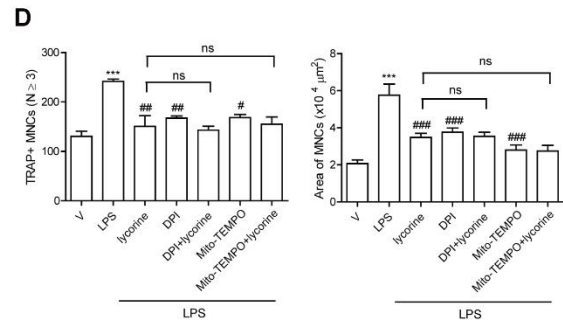 D
TRAP+ MNCs (N ≥ 3)
300
200
100
0
***
##
##
#
ns
ns
V
LPS
lycorine
DPI
DPI+lycorine
Mito-TEMPO
Mito-TEMPO+lycorine
LPS
Area of MNCs (x10 4 μm2)
8
6
4
2
0
***
###
###
###
ns
ns
V
LPS
lycorine
DPI
DPI+lycorine
Mito-TEMPO
Mito-TEMPO+lycorine
LPS